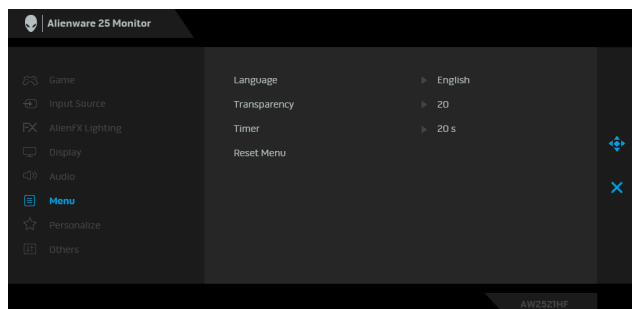 Alienware 25 Monitor
Game
Input Source
AlienFX Lighting
Display
Audio
Menu
Personalize
Others
Language English
Transparency 20
Timer 20 s
Reset Menu
AW2521HF